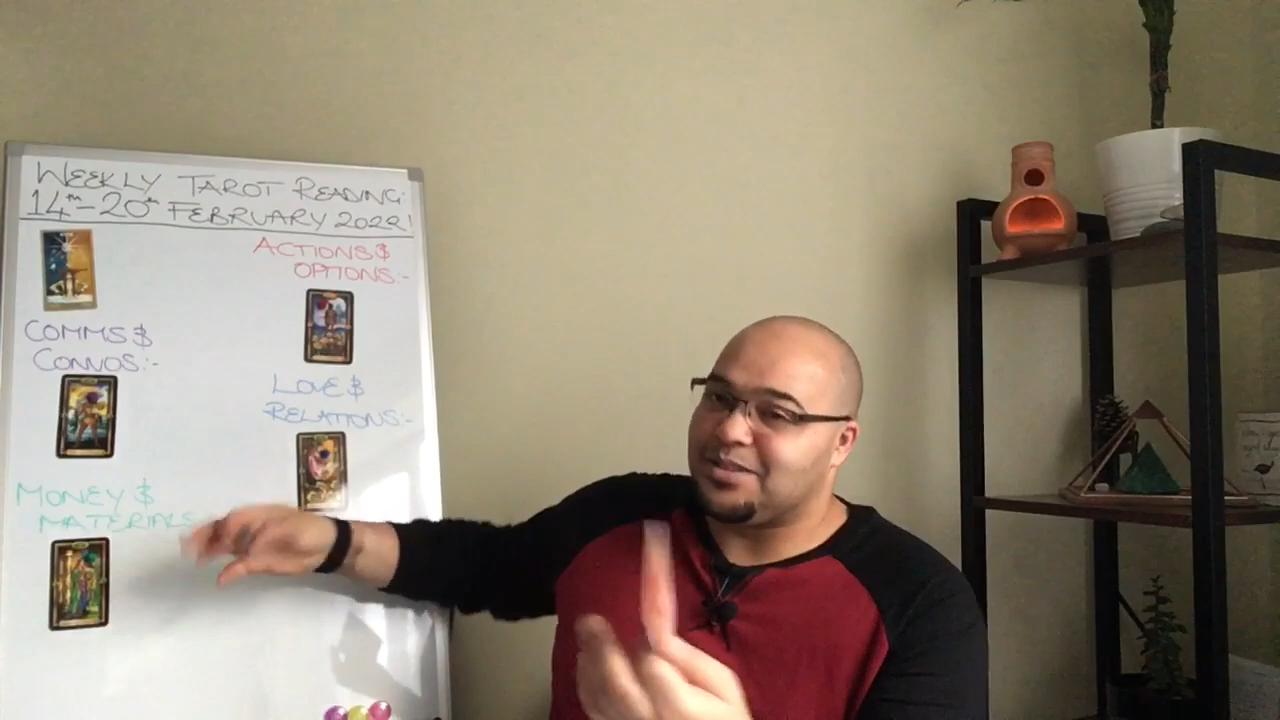 WEEKLY TAROT READING:
14TH-20TH FEBRUARY 2022!
ACTIONS &
OPTIONS:-
COMMS &
CONVOS:-
LOVE &
RELATIONS:-
MONEY &
MATERIALS